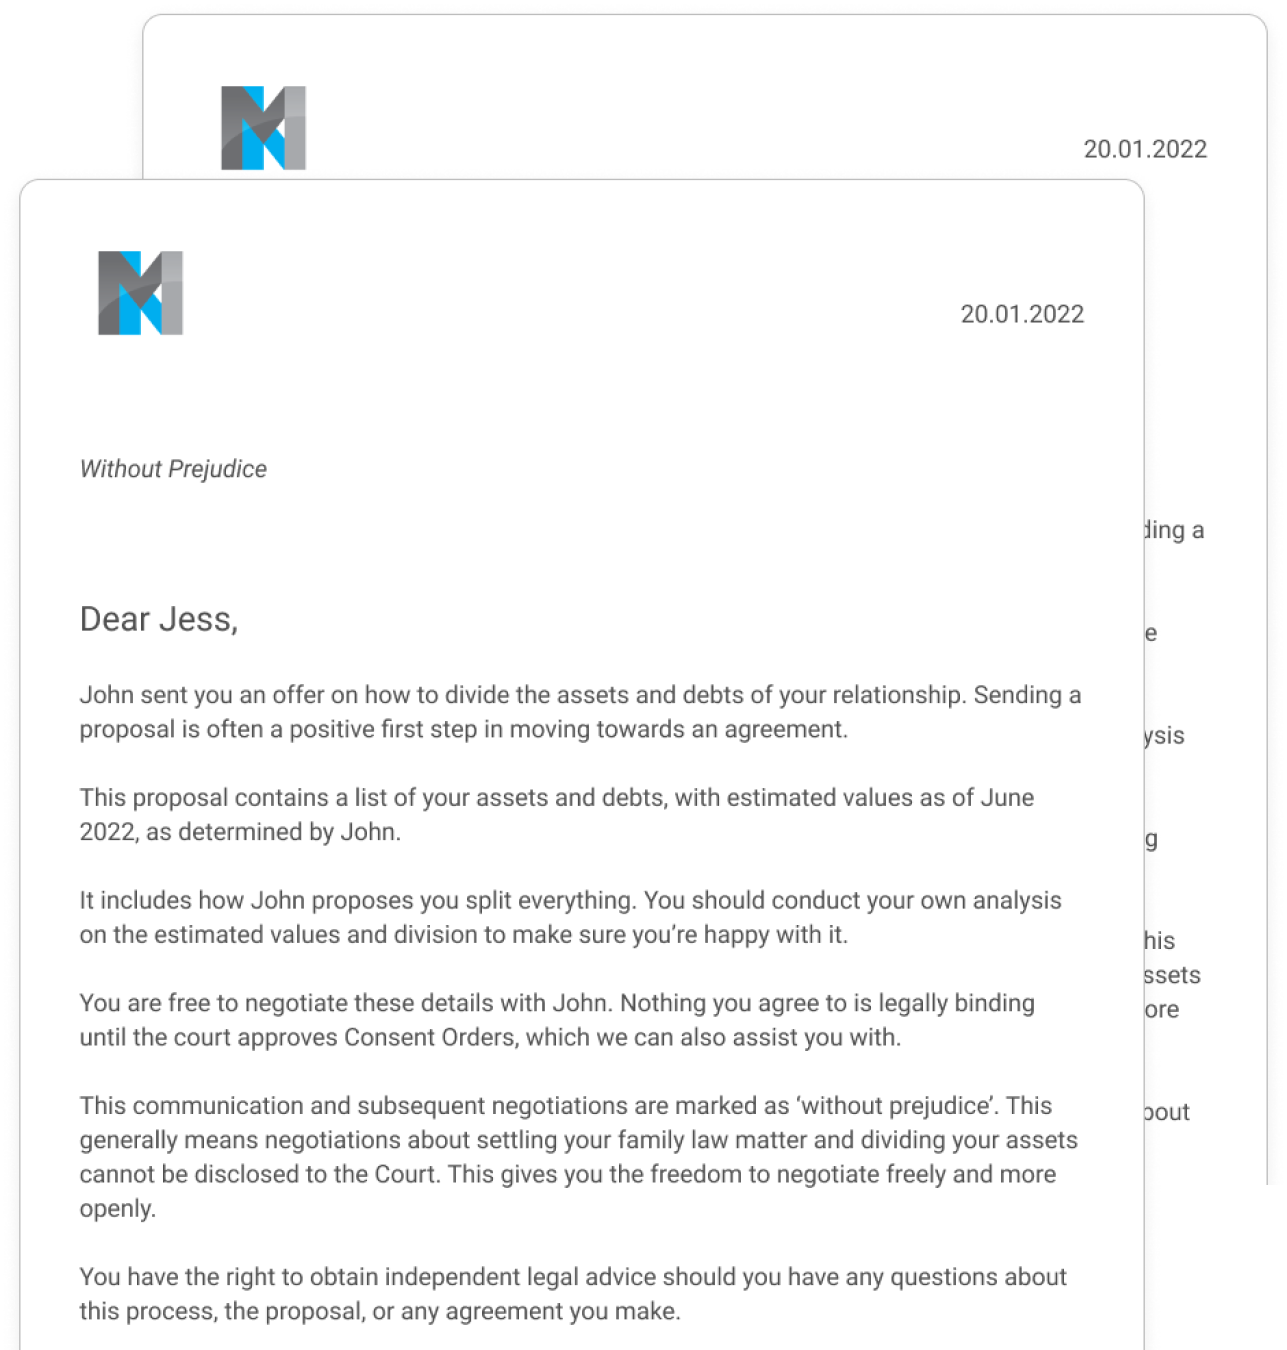 20.01.2022
20.01.2022
Without Prejudice
Dear Jess,
John sent you an offer on how to divide the assets and debts of your relationship. Sending a
proposal is often a positive first step in moving towards an agreement.
This proposal contains a list of your assets and debts, with estimated values as of June
2022, as determined by John.
It includes how John proposes you split everything. You should conduct your own analysis
on the estimated values and division to make sure you’re happy with it.
You are free to negotiate these details with John. Nothing you agree to is legally binding
until the court approves Consent Orders, which we can also assist you with.
This communication and subsequent negotiations are marked as ‘without prejudice’. This
generally means negotiations about settling your family law matter and dividing your assets
cannot be disclosed to the Court. This gives you the freedom to negotiate freely and more
openly.
You have the right to obtain independent legal advice should you have any questions about
this process, the proposal, or any agreement you make.
ding a
e
ysis
g
his
ssets
ore
bout